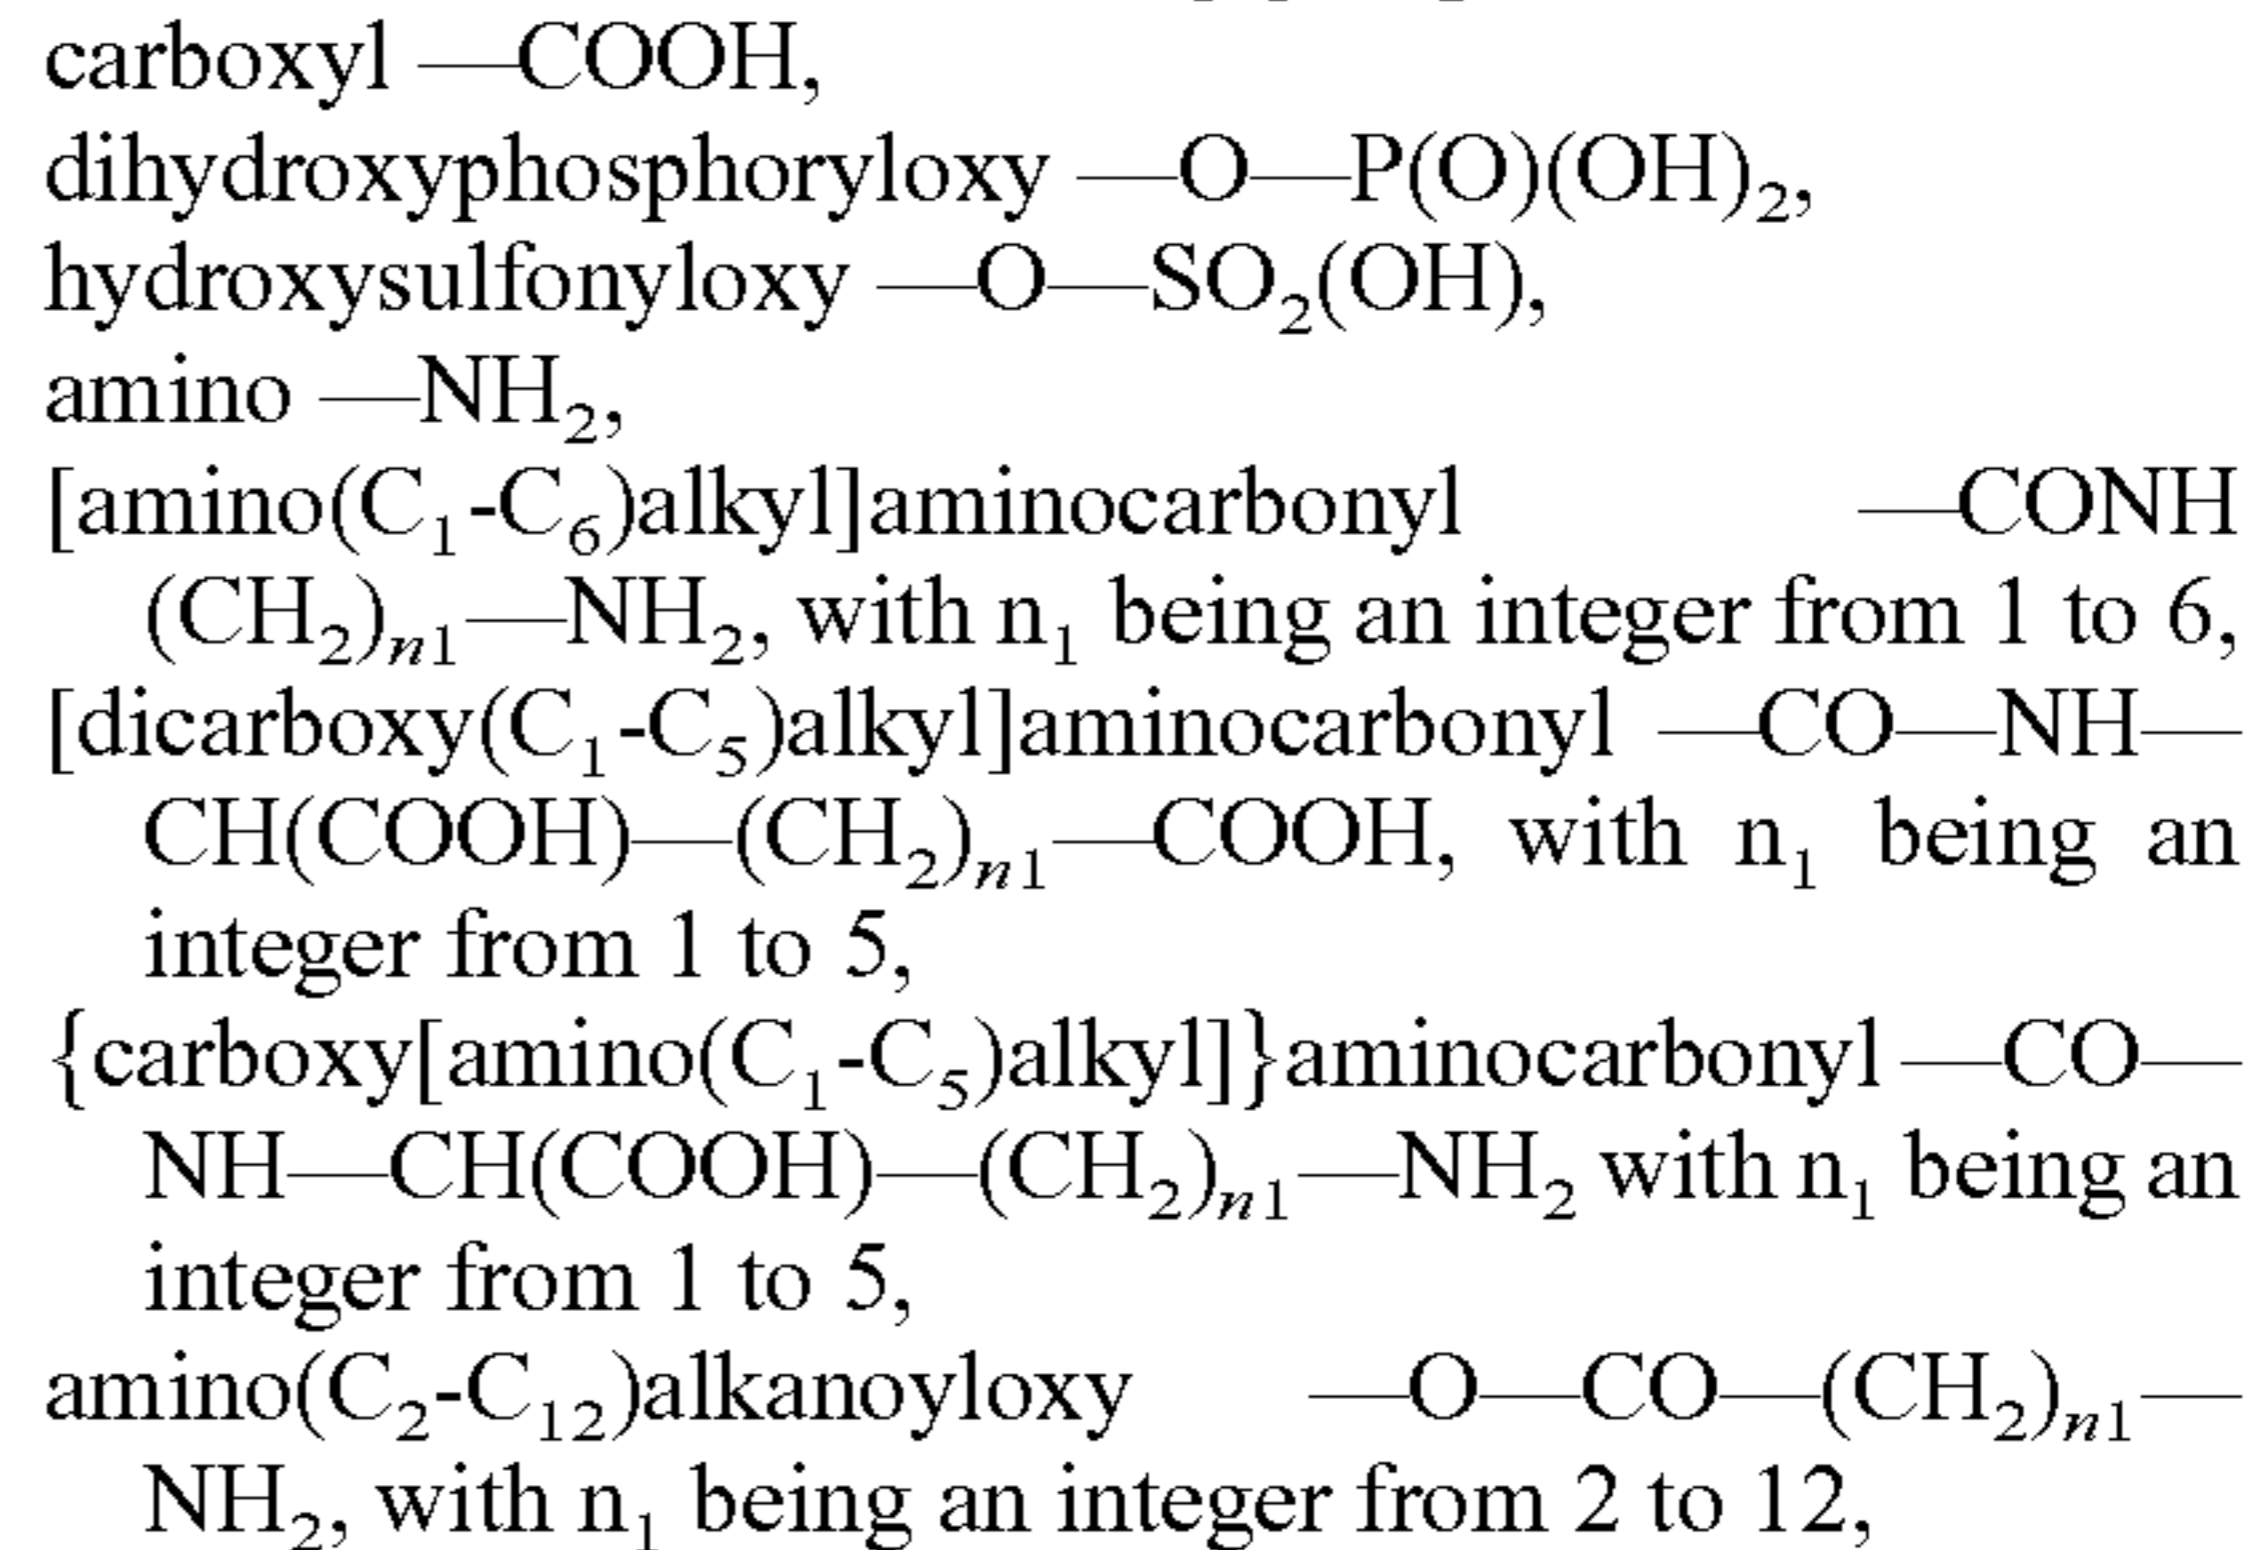 carboxyl —COOH,
dihydroxyphosphoryloxy —O—P(O)(OH)₂,
hydroxysulfonyloxy —O—SO₂(OH),
amino —NH₂,
[amino(C₁-C₆)alkyl]aminocarbonyl —CONH
(CH₂)ₙ₁—NH₂, with n₁ being an integer from 1 to 6,
[dicarboxy(C₁-C₅)alkyl]aminocarbonyl —CO—NH—
CH(COOH)—(CH₂)ₙ₁—COOH, with n₁ being an
integer from 1 to 5,
{carboxy[amino(C₁-C₅)alkyl]}aminocarbonyl —CO—
NH—CH(COOH)—(CH₂)ₙ₁—NH₂ with n₁ being an
integer from 1 to 5,
amino(C₂-C₁₂)alkanoyloxy —O—CO—(CH₂)ₙ₁—
NH₂, with n₁ being an integer from 2 to 12,